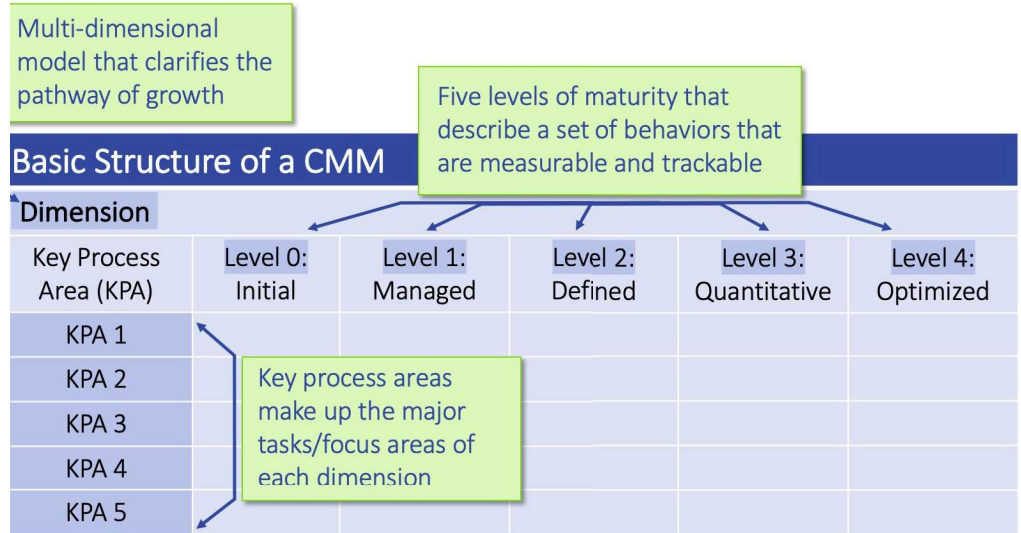 Multi-dimensional
model that clarifies the
pathway of growth
Five levels of maturity that
describe a set of behaviors that
are measurable and trackable
Basic Structure of a CMM
Dimension
Key Process
Area (KPA)
Level 0:
Initial
Level 1:
Managed
Level 2:
Defined
Level 3:
Quantitative
Level 4:
Optimized
KPA 1
KPA 2
KPA 3
KPA 4
KPA 5
Key process areas
make up the major
tasks/focus areas of
each dimension